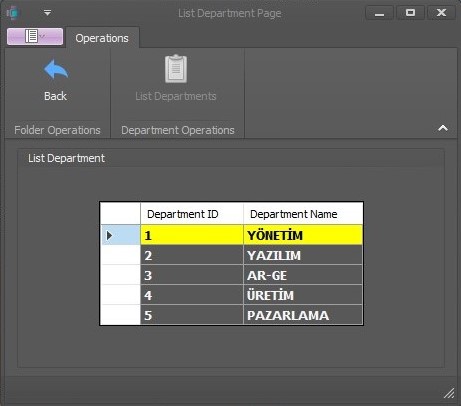 List Department Page
Operations
Back
List Departments
Folder Operations
Department Operations
List Department
Department ID Department Name
1 YÖNETİM
2 YAZILIM
3 AR-GE
4 ÜRETİM
5 PAZARLAMA